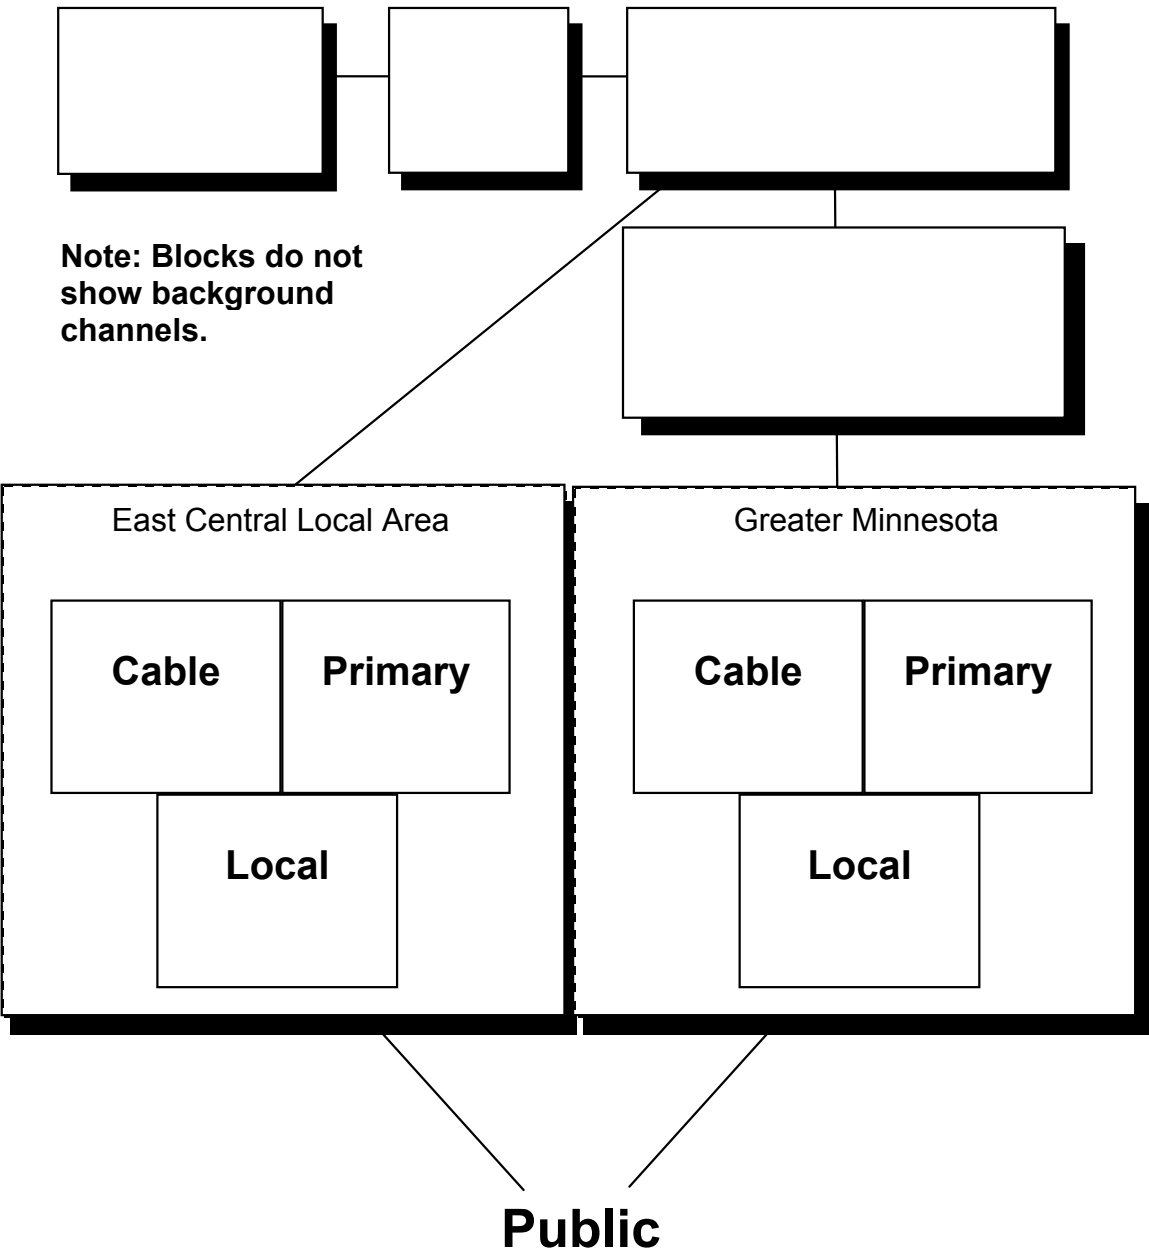 Note: Blocks do not
show background
channels.
East Central Local Area
Greater Minnesota
Cable
Primary
Local
Cable
Primary
Local
Public